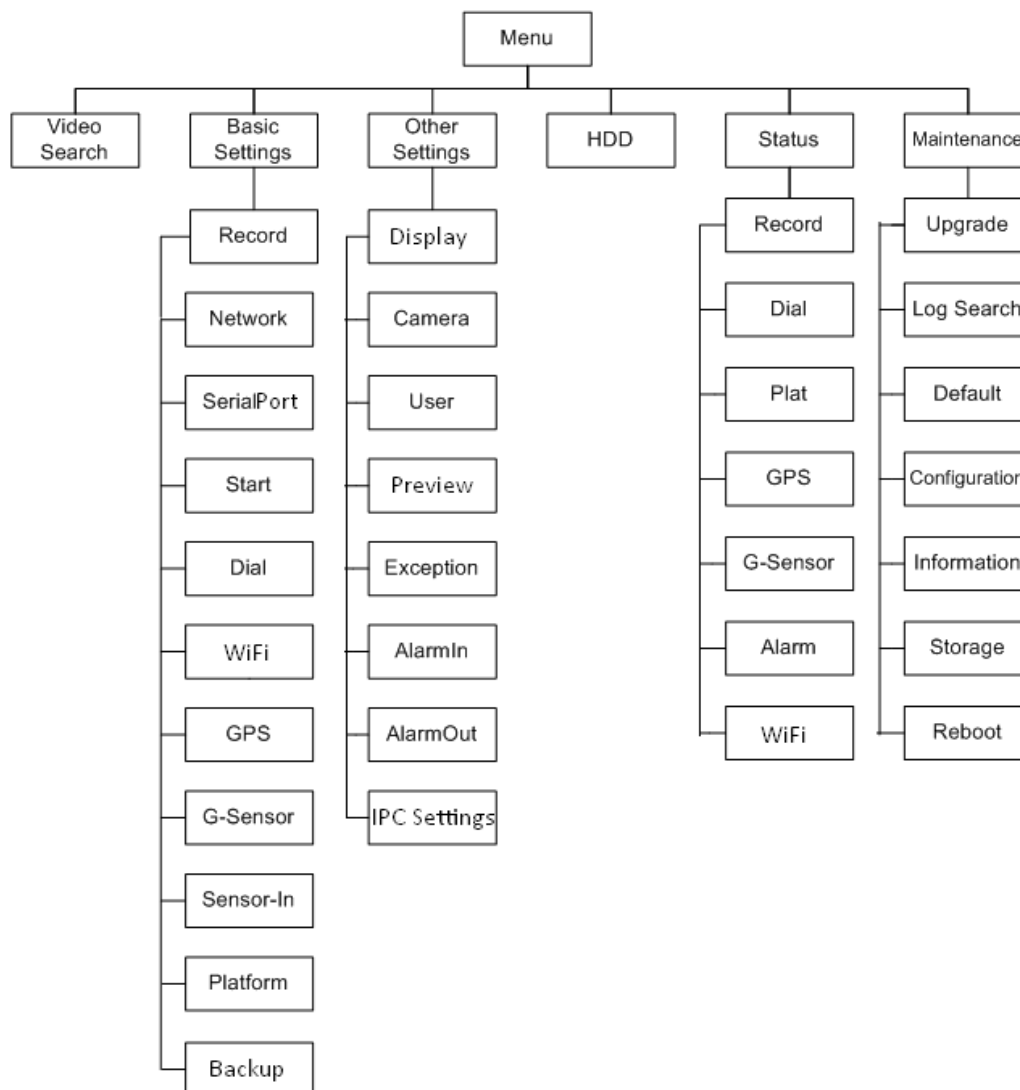 Menu
Video
Search
Basic
Settings
Other
Settings
HDD
Status
Maintenance
Record
Network
SerialPort
Start
Dial
WiFi
GPS
G-Sensor
Sensor-In
Platform
Backup
Display
Camera
User
Preview
Exception
AlarmIn
AlarmOut
IPC Settings
Record
Dial
Plat
GPS
G-Sensor
Alarm
WiFi
Upgrade
Log Search
Default
Configuration
Information
Storage
Reboot